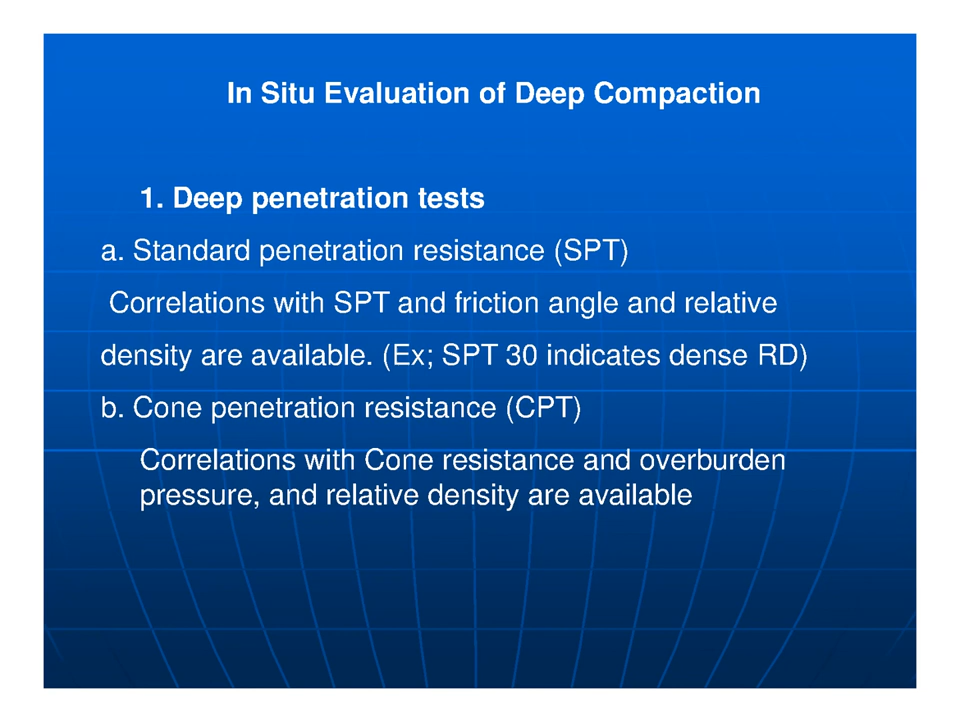 In Situ Evaluation of Deep Compaction
1. Deep penetration tests
a. Standard penetration resistance (SPT)
Correlations with SPT and friction angle and relative
density are available. (Ex; SPT 30 indicates dense RD)
b. Cone penetration resistance (CPT)
Correlations with Cone resistance and overburden
pressure, and relative density are available